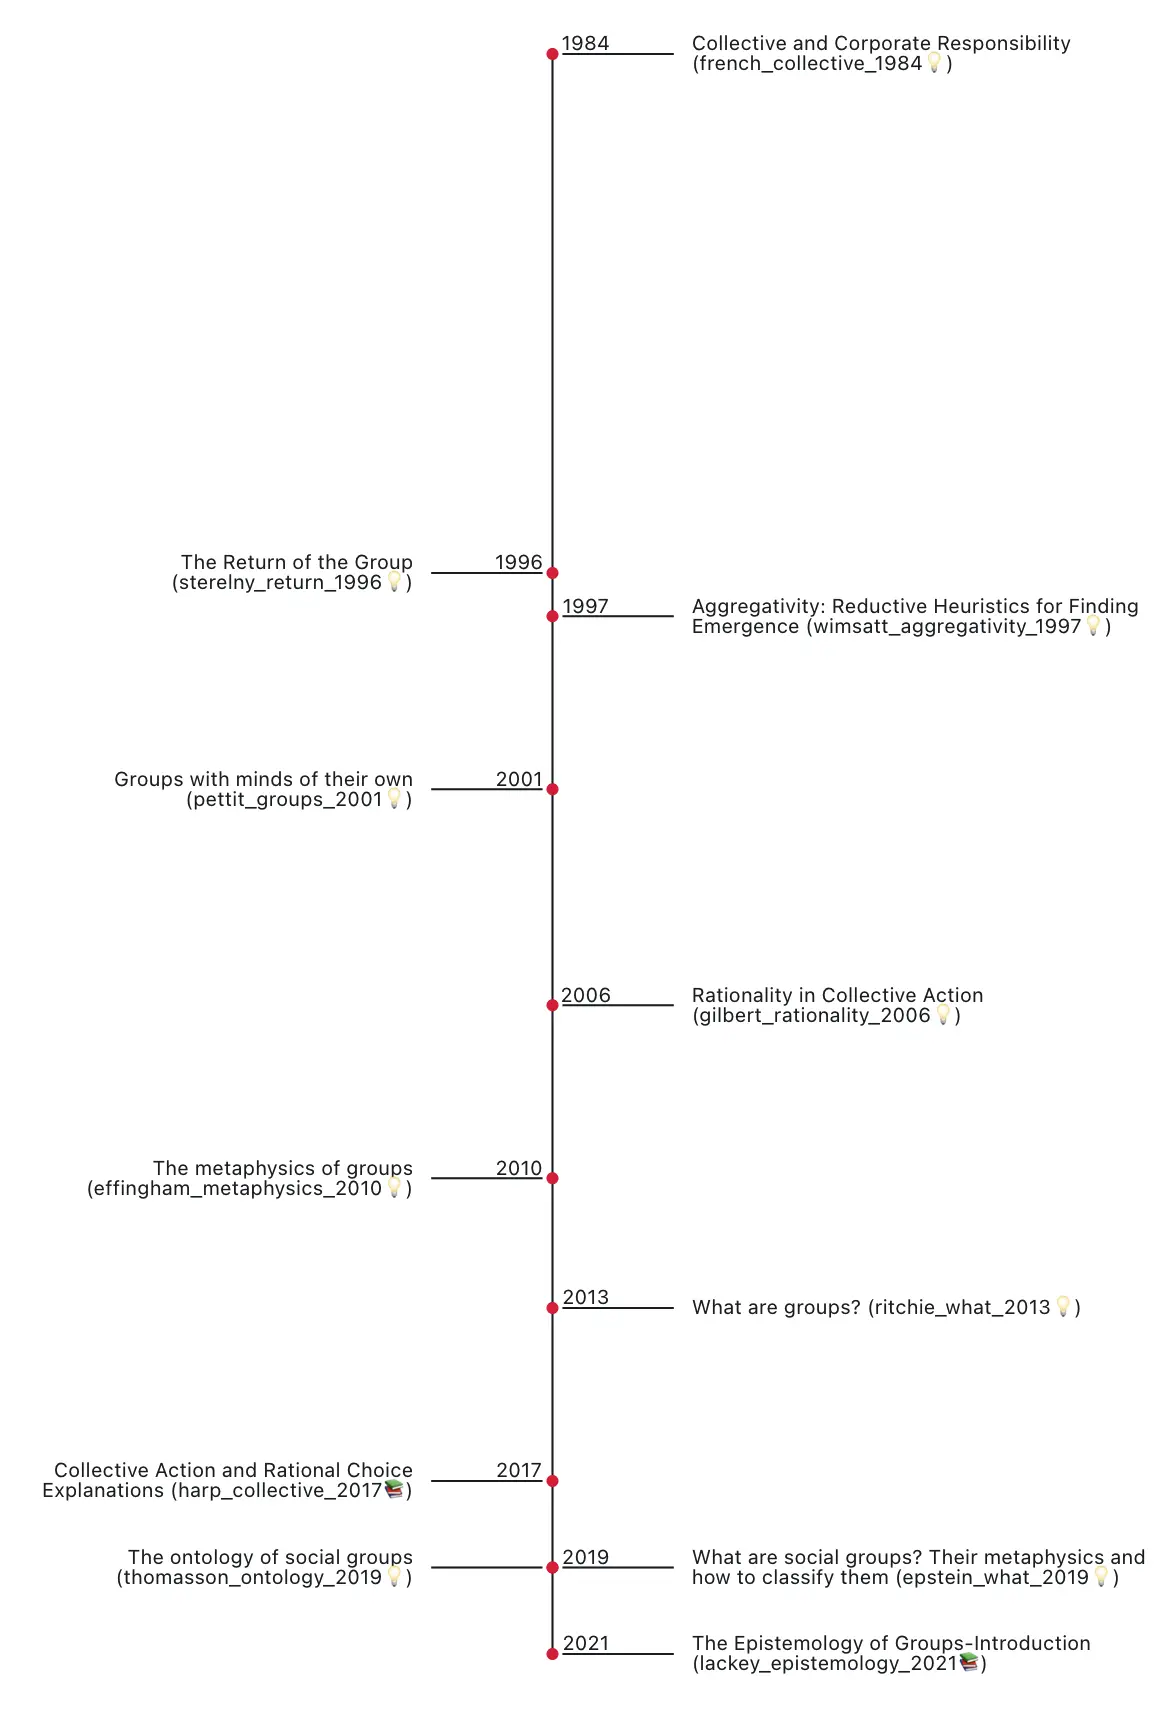 1984
Collective and Corporate Responsibility
(french_collective_1984💡)
The Return of the Group
(sterelny_return_1996💡)
1996
1997
Aggregativity: Reductive Heuristics for Finding
Emergence (wimsatt_aggregativity_1997💡)
Groups with minds of their own
(pettit_groups_2001💡)
2001
2006
Rationality in Collective Action
(gilbert_rationality_2006💡)
The metaphysics of groups
(effingham_metaphysics_2010💡)
2010
2013
What are groups? (ritchie_what_2013💡)
Collective Action and Rational Choice
Explanations (harp_collective_2017📚)
2017
The ontology of social groups
(thomasson_ontology_2019💡)
2019
What are social groups? Their metaphysics and
how to classify them (epstein_what_2019💡)
2021
The Epistemology of Groups-Introduction
(lackey_epistemology_2021📚)